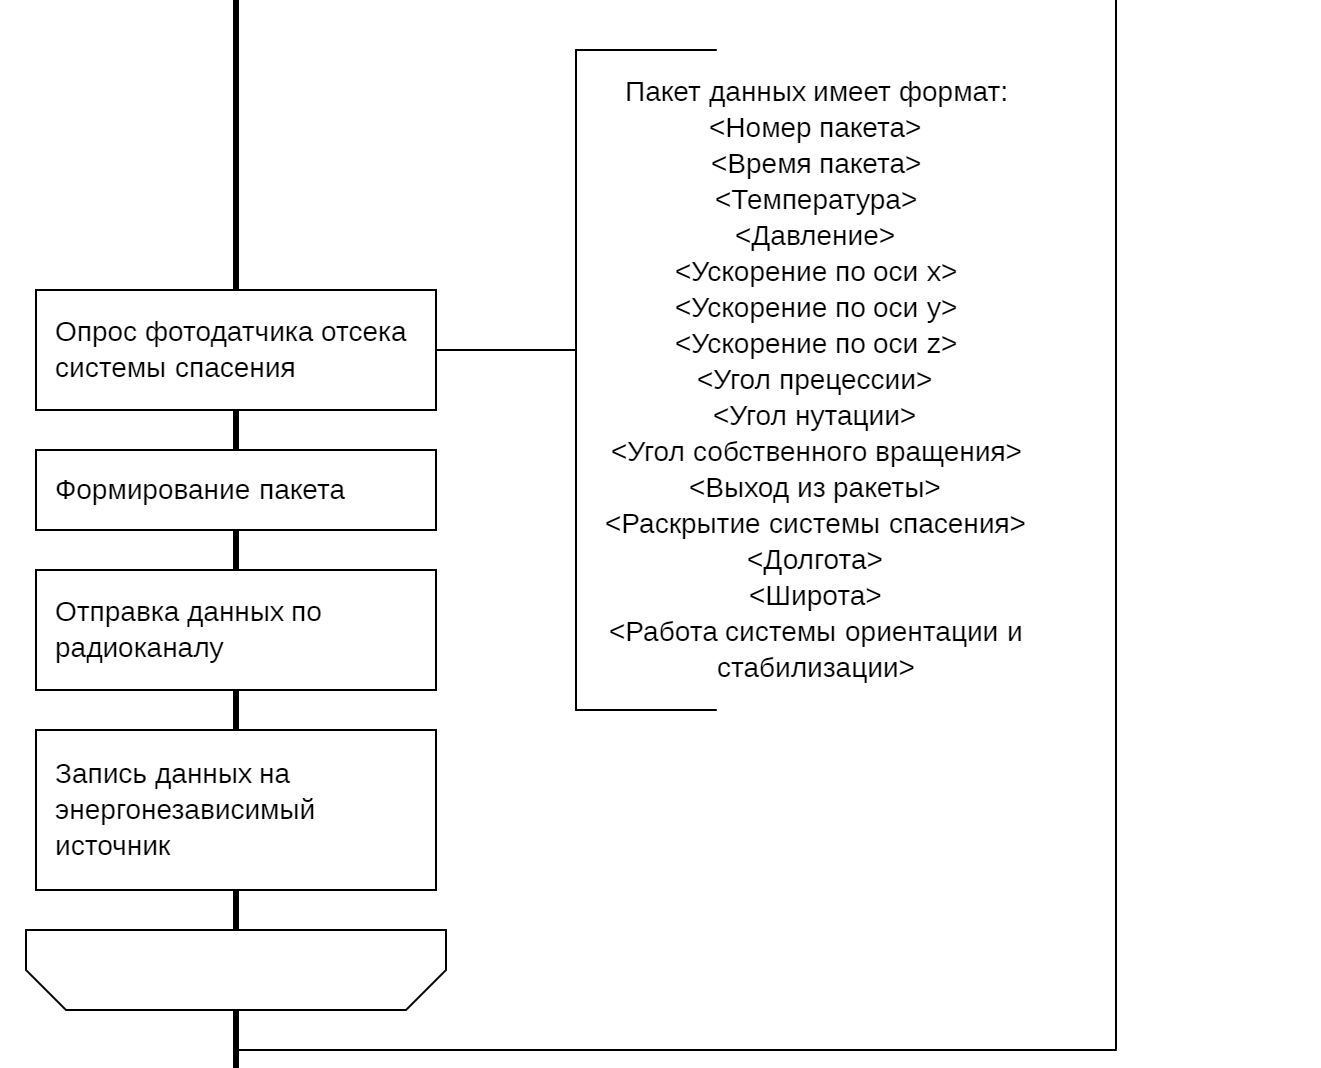 Пакет данных имеет формат:
<Номер пакета>
<Время пакета>
<Температура>
<Давление>
<Ускорение по оси x>
<Ускорение по оси y>
<Ускорение по оси z>
<Угол прецессии>
<Угол нутации>
<Угол собственного вращения>
<Выход из ракеты>
<Раскрытие системы спасения>
<Долгота>
<Широта>
<Работа системы ориентации и
стабилизации>
Опрос фотодатчика отсека
системы спасения
Формирование пакета
Отправка данных по
радиоканалу
Запись данных на
энергонезависимый
источник